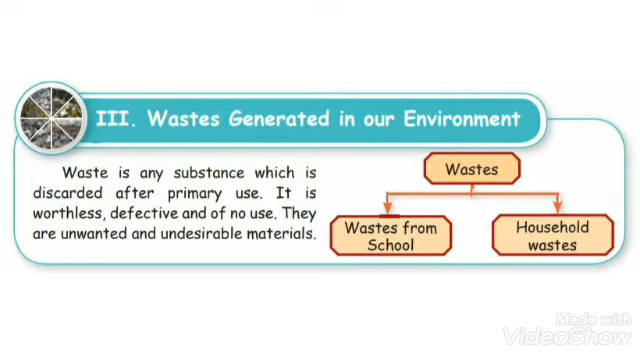 III. Wastes Generated in our Environment
Waste is any substance which is
discarded after primary use. It is
worthless, defective and of no use. They
are unwanted and undesirable materials.
Wastes
Wastes from
School
Household
wastes
Made with
VideoShow